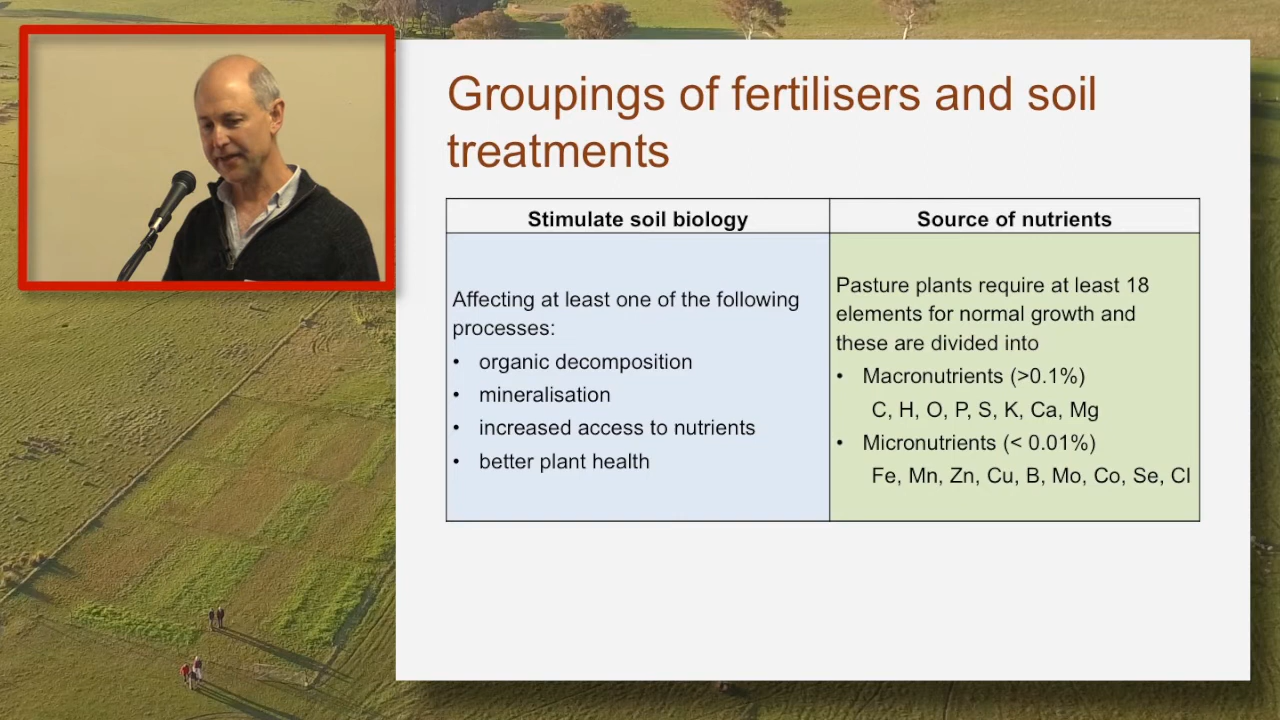 Groupings of fertilisers and soil
treatments
Stimulate soil biology
Source of nutrients
Affecting at least one of the following
processes:
• organic decomposition
• mineralisation
• increased access to nutrients
• better plant health
Pasture plants require at least 18
elements for normal growth and
these are divided into
• Macronutrients (>0.1%)
C, H, O, P, S, K, Ca, Mg
• Micronutrients (< 0.01%)
Fe, Mn, Zn, Cu, B, Mo, Co, Se, Cl